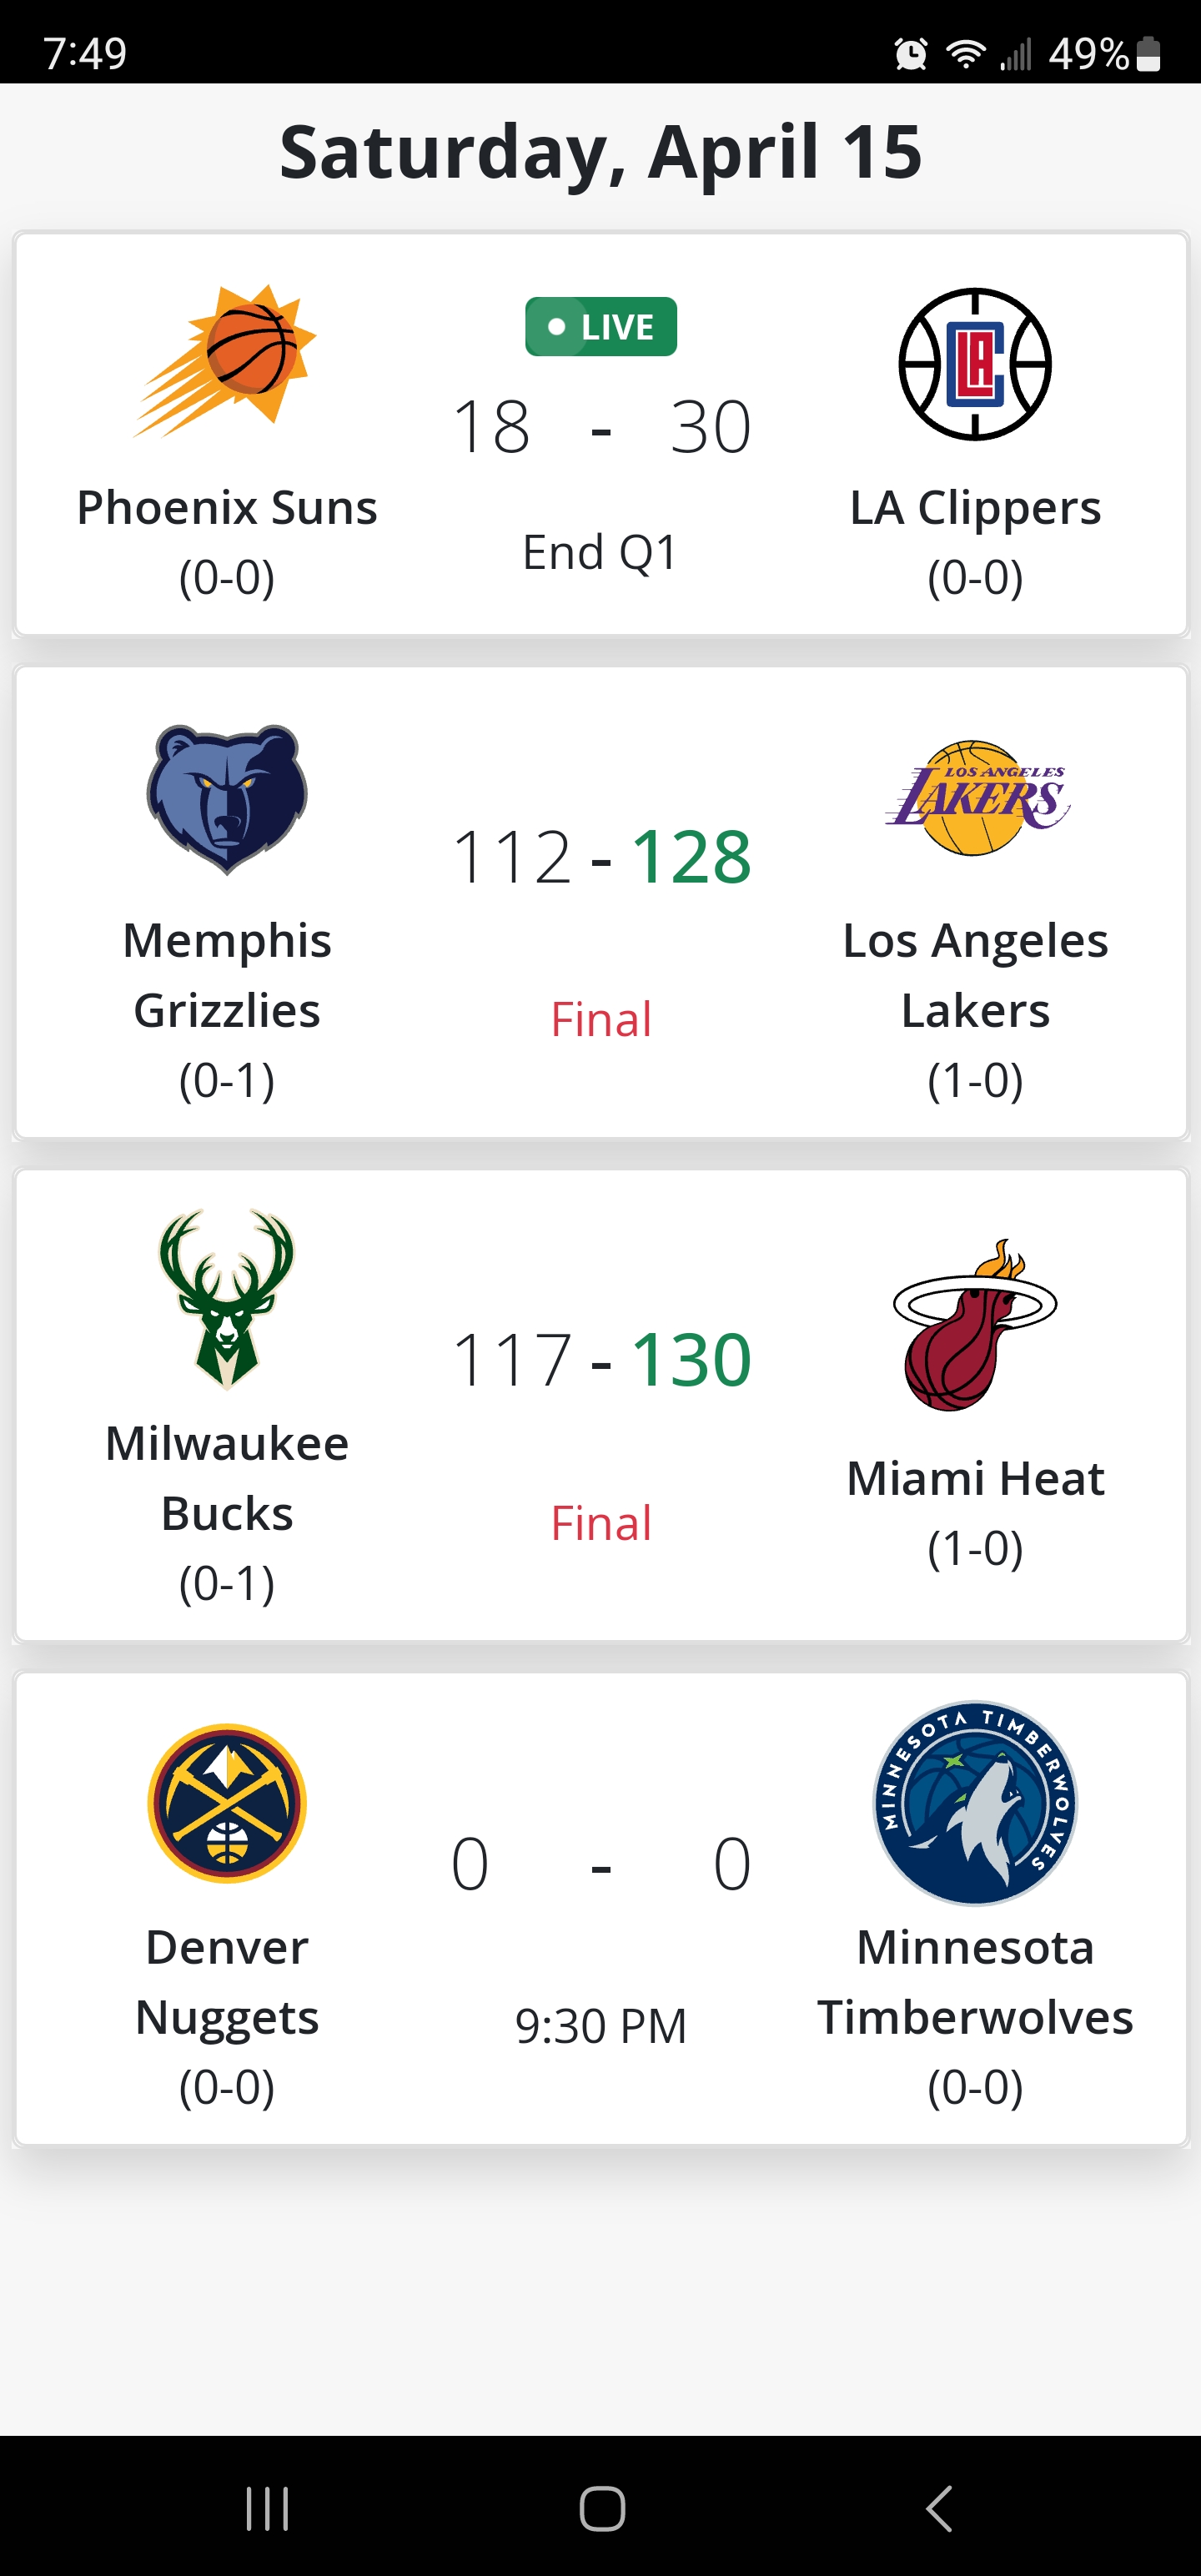 7:49
49%
Saturday, April 15
LIVE
18 - 30
Phoenix Suns
(0-0)
End Q1
LA
LA Clippers
(0-0)
112 - 128
Memphis
Grizzlies
(0-1)
Final
LOS ANGELES
LAKERS
Los Angeles
Lakers
(1-0)
117 - 130
Milwaukee
Bucks
(0-1)
Final
Miami Heat
(1-0)
0 - 0
Denver
Nuggets
(0-0)
9:30 PM
MINNESOTA TIMBERWOLVES
Minnesota
Timberwolves
(0-0)